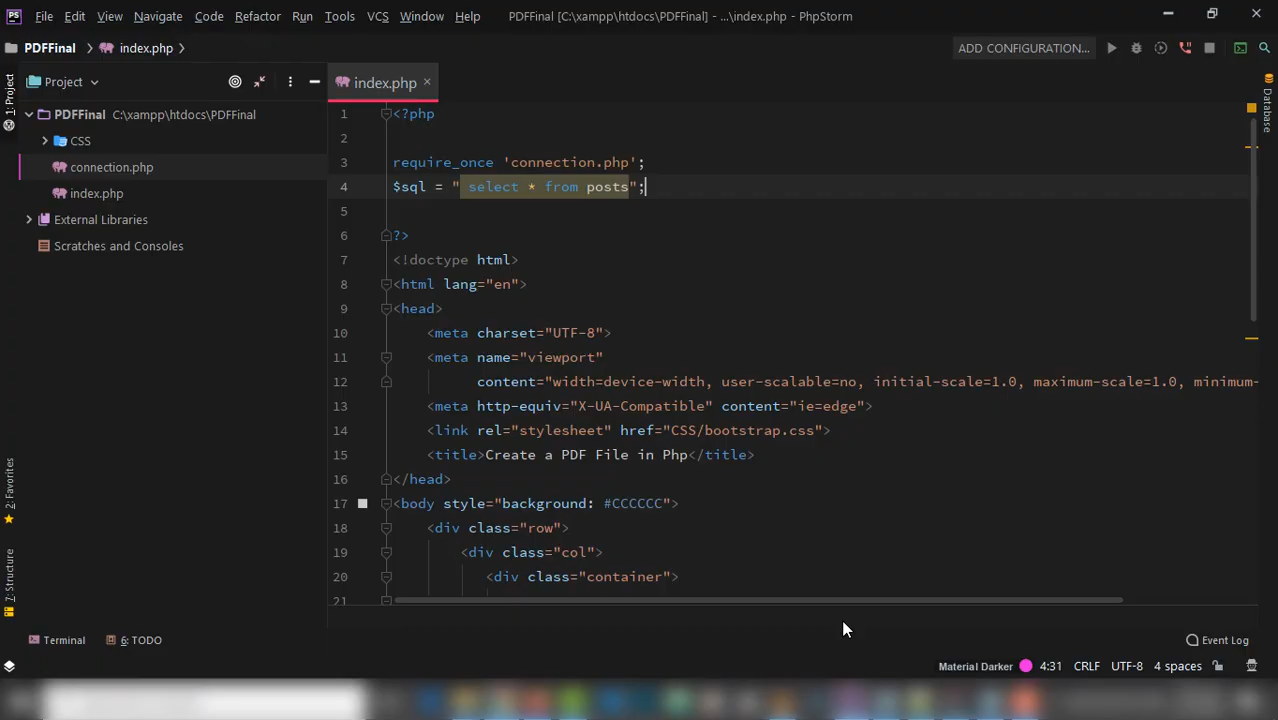 PS File Edit View Navigate Code Refactor Run Tools VCS Window Help PDFFinal [C:\xampp\htdocs\PDFFinal] - ...\index.php - PhpStorm
PDFFinal index.php ADD CONFIGURATION...
1: Project
Project
index.php
Database
PDFFinal C:\xampp\htdocs\PDFFinal
CSS
connection.php
index.php
External Libraries
Scratches and Consoles
1 <?php
2
3 require_once 'connection.php';
4 $sql = " select * from posts";
5
6 ?>
7 <!doctype html>
8 <html lang="en">
9 <head>
10 <meta charset="UTF-8">
11 <meta name="viewport"
12 content="width=device-width, user-scalable=no, initial-scale=1.0, maximum-scale=1.0, minimum-
13 <meta http-equiv="X-UA-Compatible" content="ie=edge">
14 <link rel="stylesheet" href="CSS/bootstrap.css">
15 <title>Create a PDF File in Php</title>
16 </head>
17 <body style="background: #CCCCCC">
18 <div class="row">
19 <div class="col">
20 <div class="container">
21
2: Favorites
7: Structure
Terminal 6: TODO Event Log
Material Darker 4:31 CRLF UTF-8 4 spaces